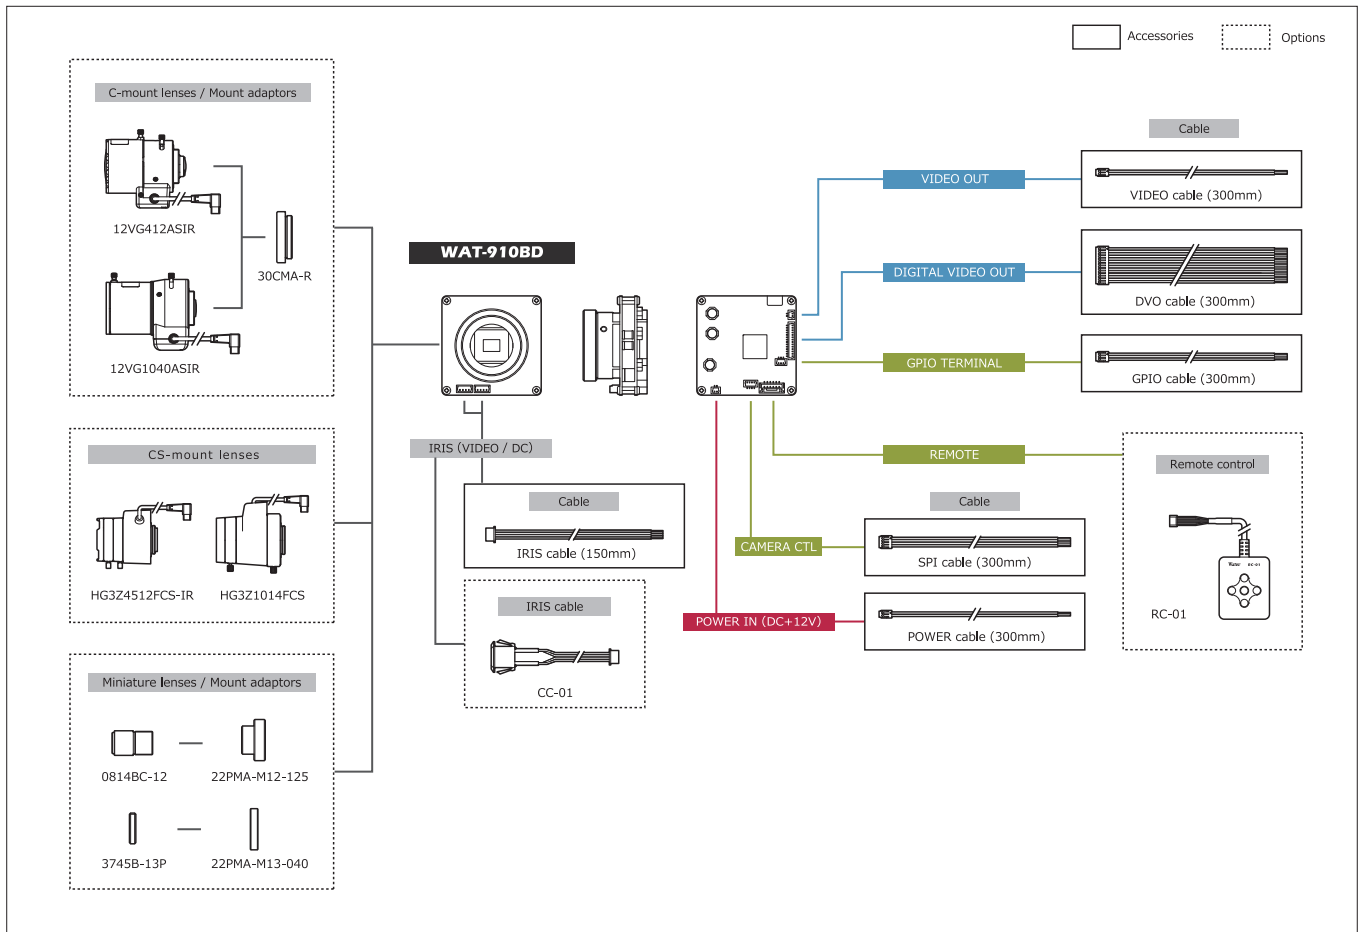 Accessories
Options
C-mount lenses / Mount adaptors
12VG412ASIR
30CMA-R
12VG1040ASIR
CS-mount lenses
HG3Z4512FCS-IR
HG3Z1014FCS
Miniature lenses / Mount adaptors
0814BC-12
22PMA-M12-125
3745B-13P
22PMA-M13-040
WAT-910BD
IRIS (VIDEO / DC)
Cable
IRIS cable (150mm)
IRIS cable
CC-01
VIDEO OUT
DIGITAL VIDEO OUT
GPIO TERMINAL
REMOTE
CAMERA CTL
POWER IN (DC+12V)
Cable
VIDEO cable (300mm)
DVO cable (300mm)
GPIO cable (300mm)
Cable
SPI cable (300mm)
POWER cable (300mm)
Remote control
RC-01
RC-01